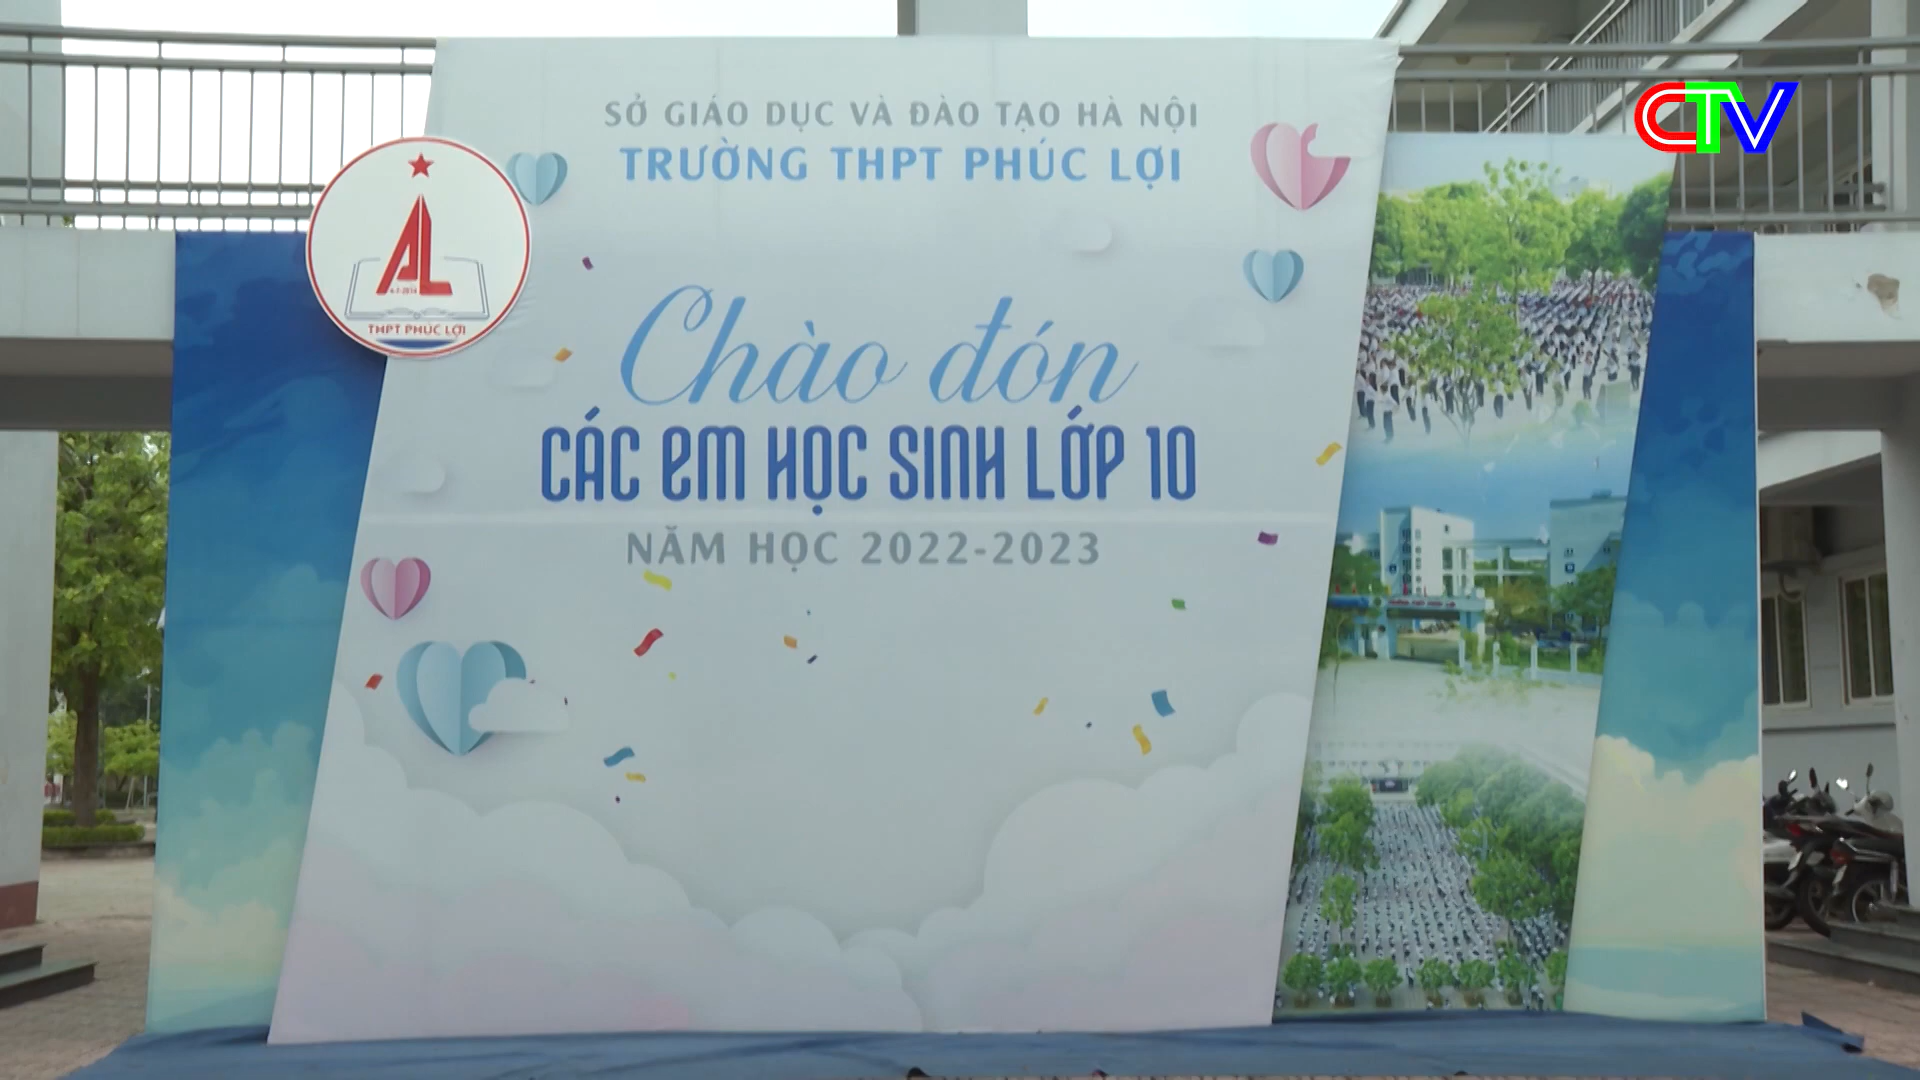 CTV
SỞ GIÁO DỤC VÀ ĐÀO TẠO HÀ NỘI
TRƯỜNG THPT PHÚC LỢI
THPT PHÚC LỢI
Chào đón
CÁC EM HỌC SINH LỚP 10
NĂM HỌC 2022-2023